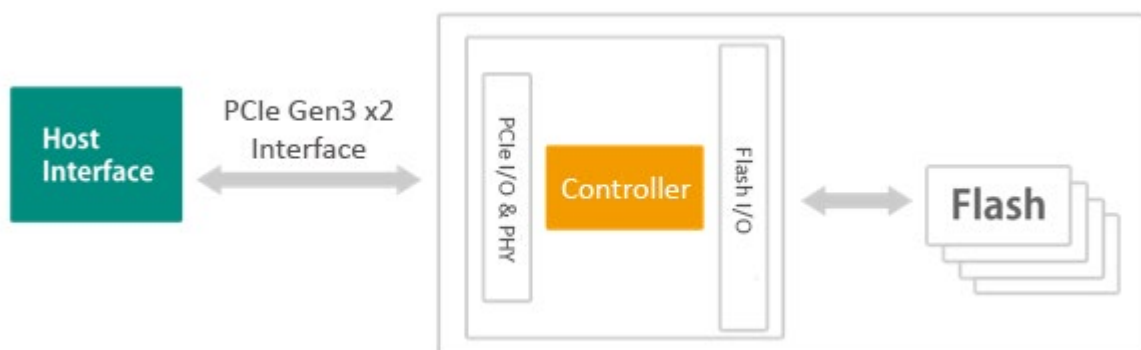 Host
Interface
PCIe Gen3 x2
Interface
PCIe I/O & PHY
Controller
Flash I/O
Flash